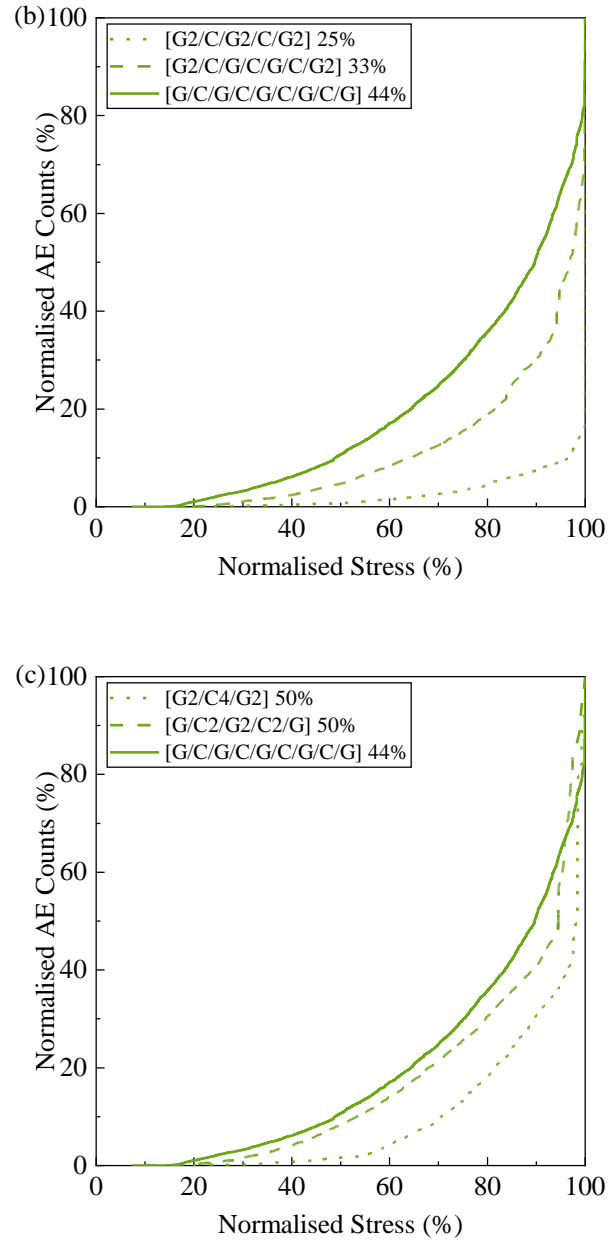 (b)
[G2/C/G2/C/G2] 25%
[G2/C/G/C/G/C/G2] 33%
[G/C/G/C/G/C/G/C/G] 44%
Normalised AE Counts (%)
100
80
60
40
20
0
0 20 40 60 80 100
Normalised Stress (%)
(c)
[G2/C4/G2] 50%
[G/C2/G2/C2/G] 50%
[G/C/G/C/G/C/G/C/G] 44%
Normalised AE Counts (%)
100
80
60
40
20
0
0 20 40 60 80 100
Normalised Stress (%)